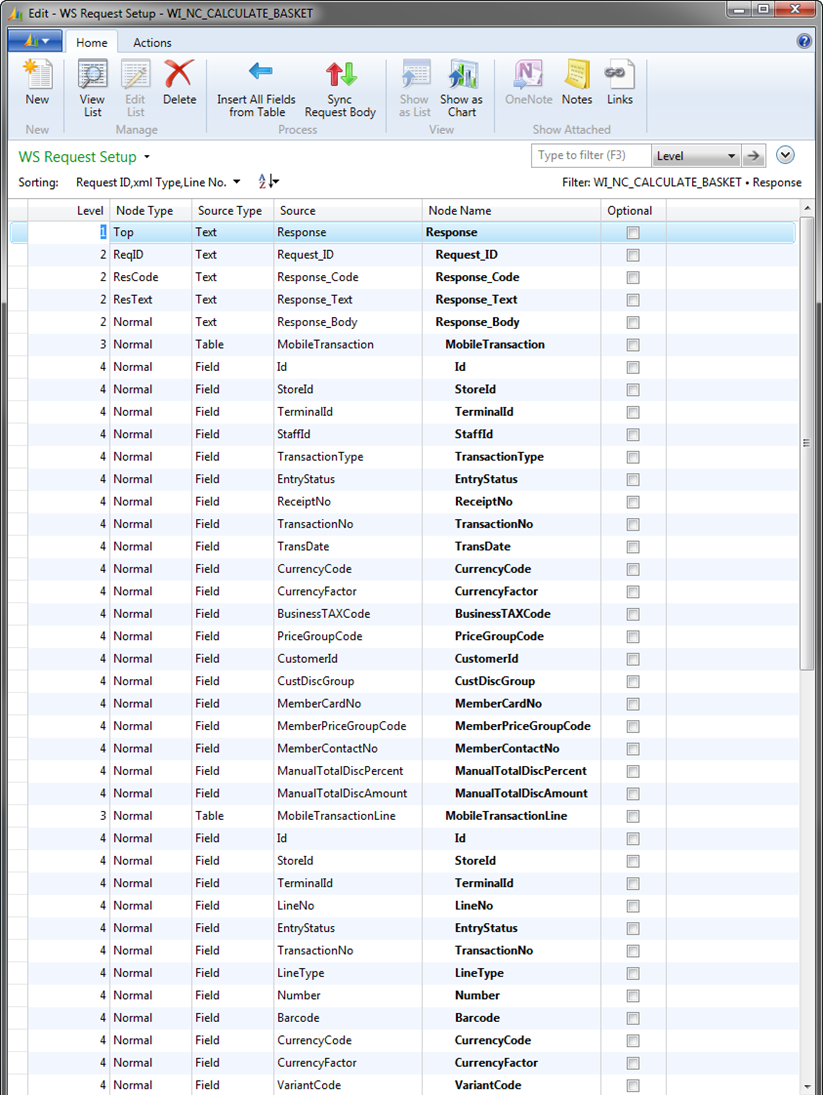 Edit - WS Request Setup - WI_NC_CALCULATE_BASKET
Home Actions
New View List Edit List Delete Insert All Fields from Table Sync Request Body Show as List Show as Chart OneNote Notes Links
New Manage Process View Show Attached
WS Request Setup Type to filter (F3) Level
Sorting: Request ID,xml Type,Line No. Filter: WI_NC_CALCULATE_BASKET • Response
Level Node Type Source Type Source Node Name Optional
1 Top Text Response Response
2 ReqID Text Request_ID Request_ID
2 ResCode Text Response_Code Response_Code
2 ResText Text Response_Text Response_Text
2 Normal Text Response_Body Response_Body
3 Normal Table MobileTransaction MobileTransaction
4 Normal Field Id Id
4 Normal Field StoreId StoreId
4 Normal Field TerminalId TerminalId
4 Normal Field StaffId StaffId
4 Normal Field TransactionType TransactionType
4 Normal Field EntryStatus EntryStatus
4 Normal Field ReceiptNo ReceiptNo
4 Normal Field TransactionNo TransactionNo
4 Normal Field TransDate TransDate
4 Normal Field CurrencyCode CurrencyCode
4 Normal Field CurrencyFactor CurrencyFactor
4 Normal Field BusinessTAXCode BusinessTAXCode
4 Normal Field PriceGroupCode PriceGroupCode
4 Normal Field CustomerId CustomerId
4 Normal Field CustDiscGroup CustDiscGroup
4 Normal Field MemberCardNo MemberCardNo
4 Normal Field MemberPriceGroupCode MemberPriceGroupCode
4 Normal Field MemberContactNo MemberContactNo
4 Normal Field ManualTotalDiscPercent ManualTotalDiscPercent
4 Normal Field ManualTotalDiscAmount ManualTotalDiscAmount
3 Normal Table MobileTransactionLine MobileTransactionLine
4 Normal Field Id Id
4 Normal Field StoreId StoreId
4 Normal Field TerminalId TerminalId
4 Normal Field LineNo LineNo
4 Normal Field EntryStatus EntryStatus
4 Normal Field TransactionNo TransactionNo
4 Normal Field LineType LineType
4 Normal Field Number Number
4 Normal Field Barcode Barcode
4 Normal Field CurrencyCode CurrencyCode
4 Normal Field CurrencyFactor CurrencyFactor
4 Normal Field VariantCode VariantCode